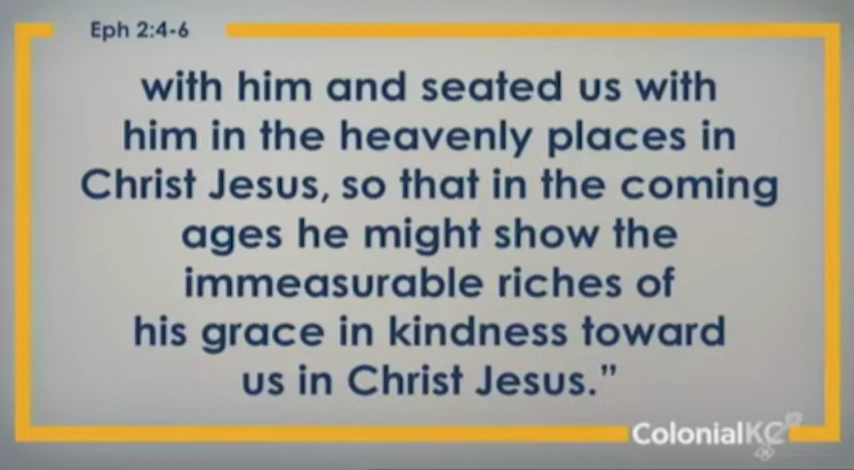 Eph 2:4-6
with him and seated us with
him in the heavenly places in
Christ Jesus, so that in the coming
ages he might show the
immeasurable riches of
his grace in kindness toward
us in Christ Jesus.”
ColonialKC